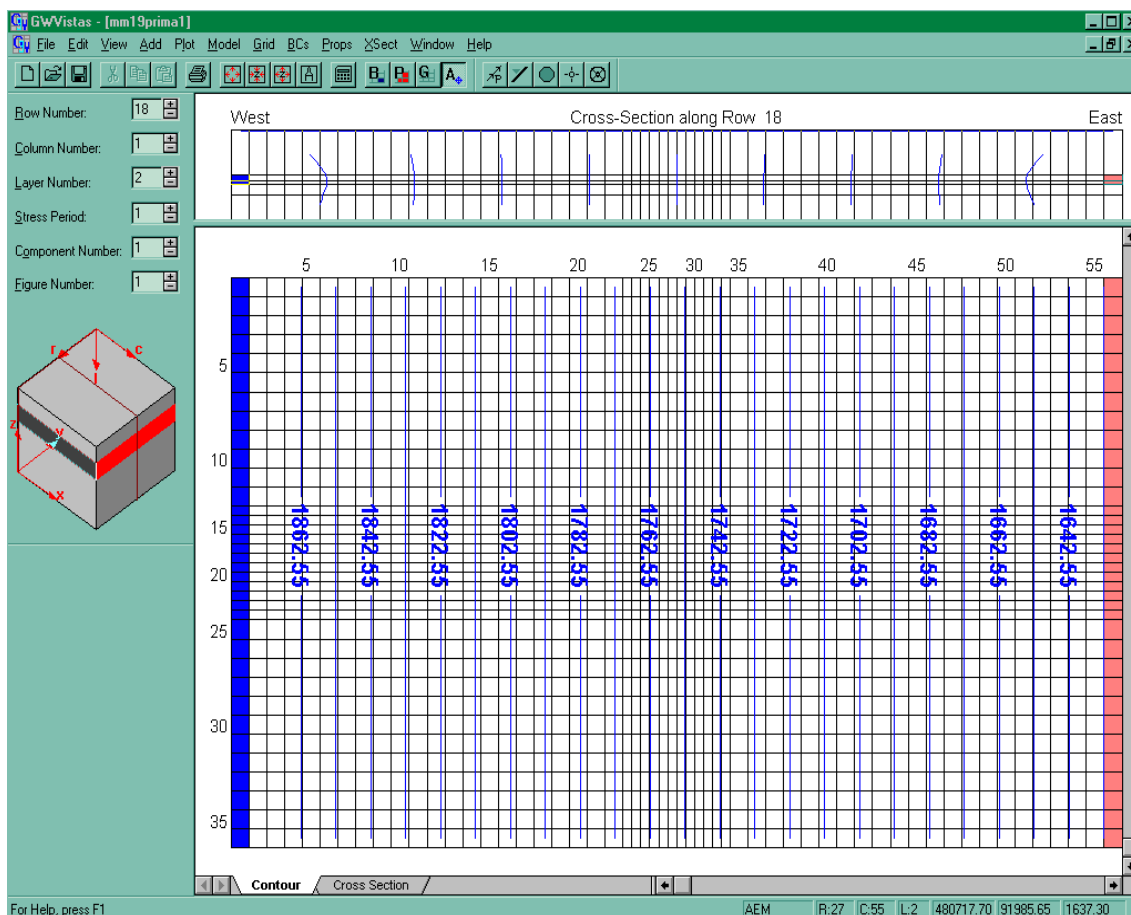 GWVistas - [mm19prima1]
File Edit View Add Plot Model Grid BCs Props XSect Window Help
Row Number: 18
Column Number: 1
Layer Number: 2
Stress Period: 1
Component Number: 1
Figure Number: 1
r c
z y
x
West Cross-Section along Row 18 East
5 10 15 20 25 30 35 40 45 50 55
5
10
15
20
25
30
35
1862.55 1842.55 1822.55 1802.55 1782.55 1762.55 1742.55 1722.55 1702.55 1682.55 1662.55 1642.55
Contour Cross Section
For Help, press F1 AEM R:27 C:55 L:2 480717.70 91985.65 1637.30